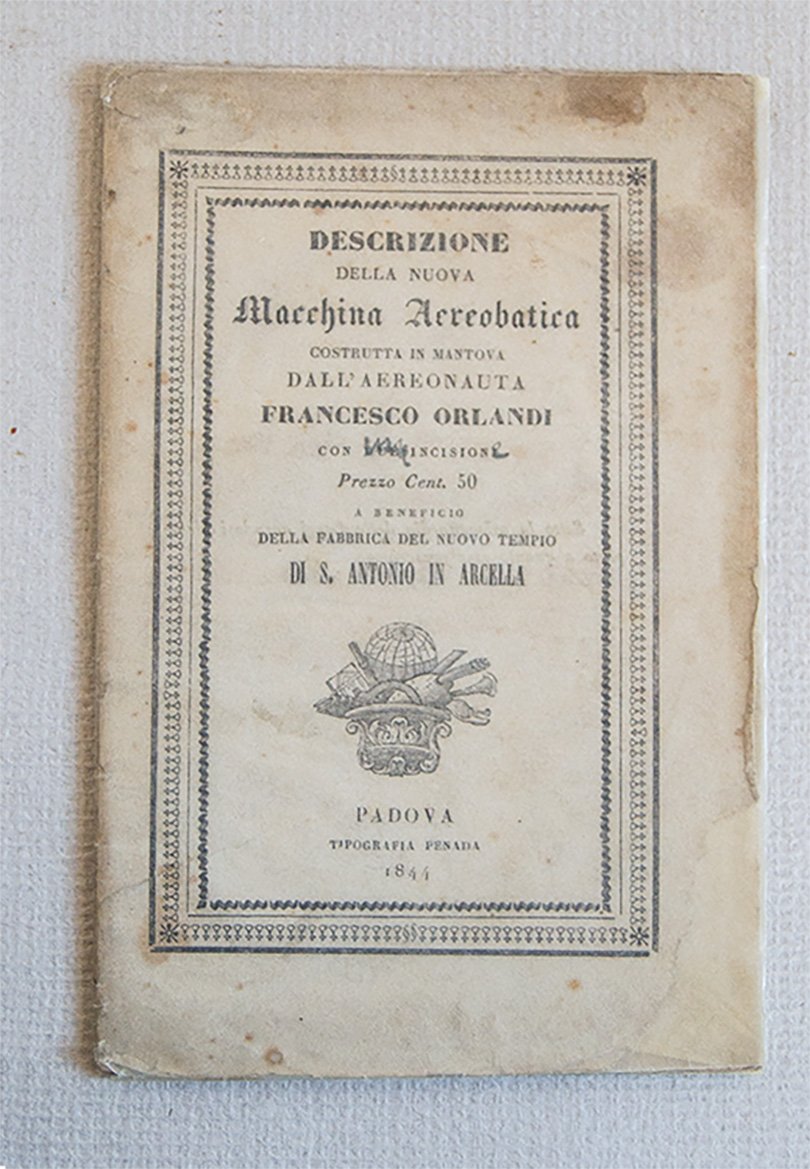 DESCRIZIONE
DELLA NUOVA
Macchina Aereobatica
COSTRUTTA IN MANTOVA
DALL'AEREONAUTA
FRANCESCO ORLANDI
CON INCISIONE
Prezzo Cent. 50
A BENEFICIO
DELLA FABBRICA DEL NUOVO TEMPIO
DI S. ANTONIO IN ARCELLA
PADOVA
TIPOGRAFIA PENADA
1844